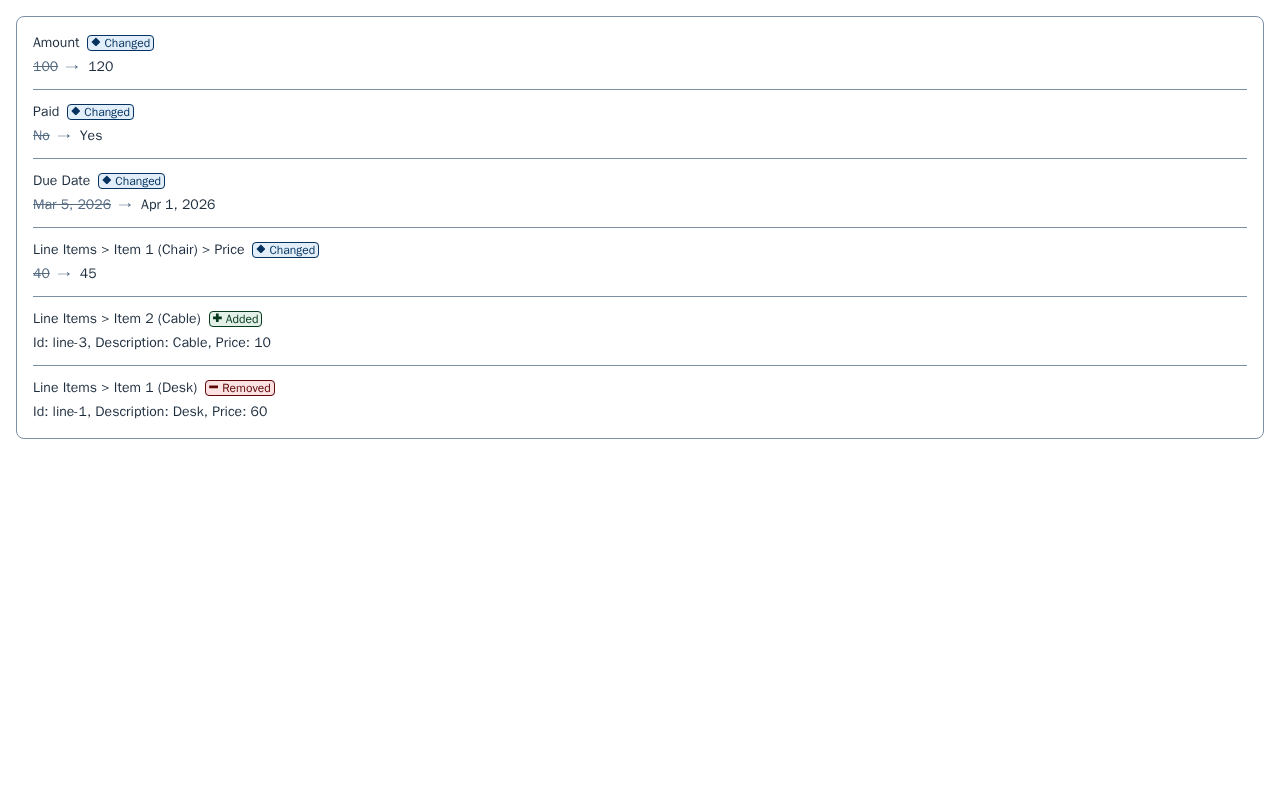 Amount Changed
100 → 120
Paid Changed
No → Yes
Due Date Changed
Mar 5, 2026 → Apr 1, 2026
Line Items > Item 1 (Chair) > Price Changed
40 → 45
Line Items > Item 2 (Cable) Added
Id: line-3, Description: Cable, Price: 10
Line Items > Item 1 (Desk) Removed
Id: line-1, Description: Desk, Price: 60